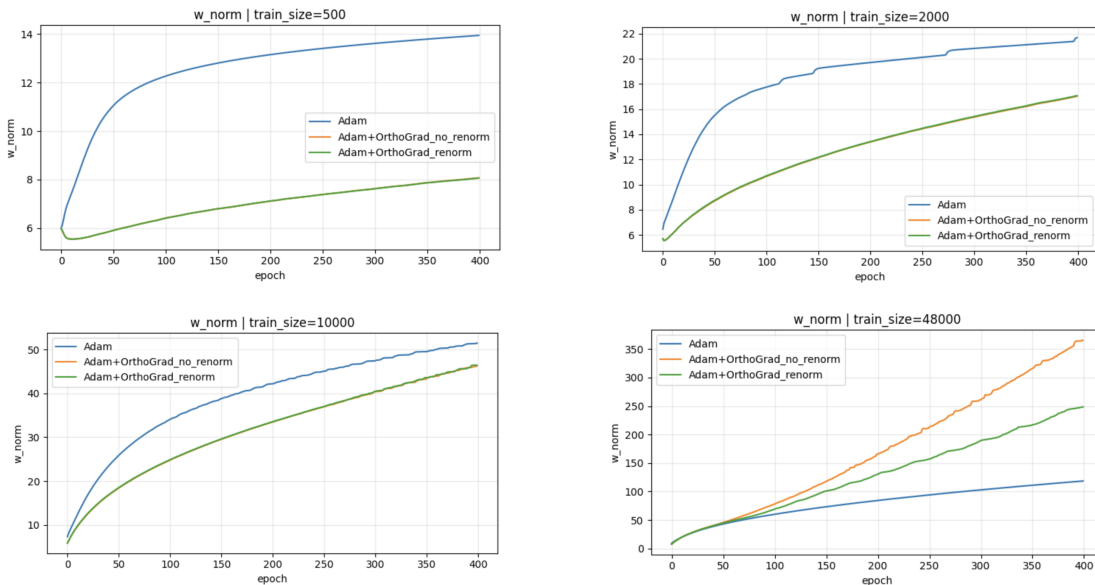 w_norm | train_size=500
14
12
10
8
6
w_norm
Adam
Adam+OrthoGrad_no_renorm
Adam+OrthoGrad_renorm
0 50 100 150 200 250 300 350 400
epoch
w_norm | train_size=2000
22
20
18
16
14
12
10
8
6
w_norm
Adam
Adam+OrthoGrad_no_renorm
Adam+OrthoGrad_renorm
0 50 100 150 200 250 300 350 400
epoch
w_norm | train_size=10000
50
40
30
20
10
w_norm
Adam
Adam+OrthoGrad_no_renorm
Adam+OrthoGrad_renorm
0 50 100 150 200 250 300 350 400
epoch
w_norm | train_size=48000
350
300
250
200
150
100
50
0
w_norm
Adam
Adam+OrthoGrad_no_renorm
Adam+OrthoGrad_renorm
0 50 100 150 200 250 300 350 400
epoch